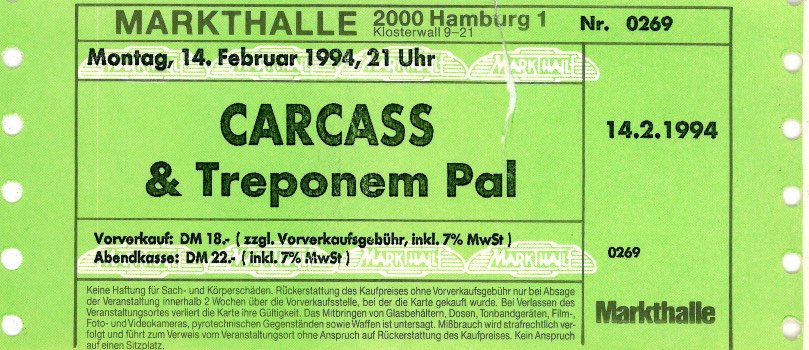 MARKTHALLE 2000 Hamburg 1 Nr. 0269
Klosterwall 9–21
Montag, 14. Februar 1994, 21 Uhr
MARKTHALLE
CARCASS
14.2.1994
& Treponem Pal
Vorverkauf: DM 18.- ( zzgl. Vorverkaufsgebühr, inkl. 7% MwSt )
Abendkasse: DM 22.- ( inkl. 7% MwSt )
MARKTHALLE MARKTHALLE
0269
Keine Haftung für Sach- und Körperschäden. Rückerstattung des Kaufpreises ohne Vorverkaufsgebühr nur bei Absage
der Veranstaltung innerhalb 2 Wochen über die Vorverkaufsstelle, bei der die Karte gekauft wurde. Bei Verlassen des
Veranstaltungsortes verliert die Karte ihre Gültigkeit. Das Mitbringen von Glasbehältern, Dosen, Tonbandgeräten, Film-,
Foto- und Videokameras, pyrotechnischen Gegenständen sowie Waffen ist untersagt. Mißbrauch wird strafrechtlich ver-
folgt und führt zum Verweis vom Veranstaltungsort ohne Anspruch auf Rückerstattung des Kaufpreises. Kein Anspruch
auf einen Sitzplatz.
Markthalle